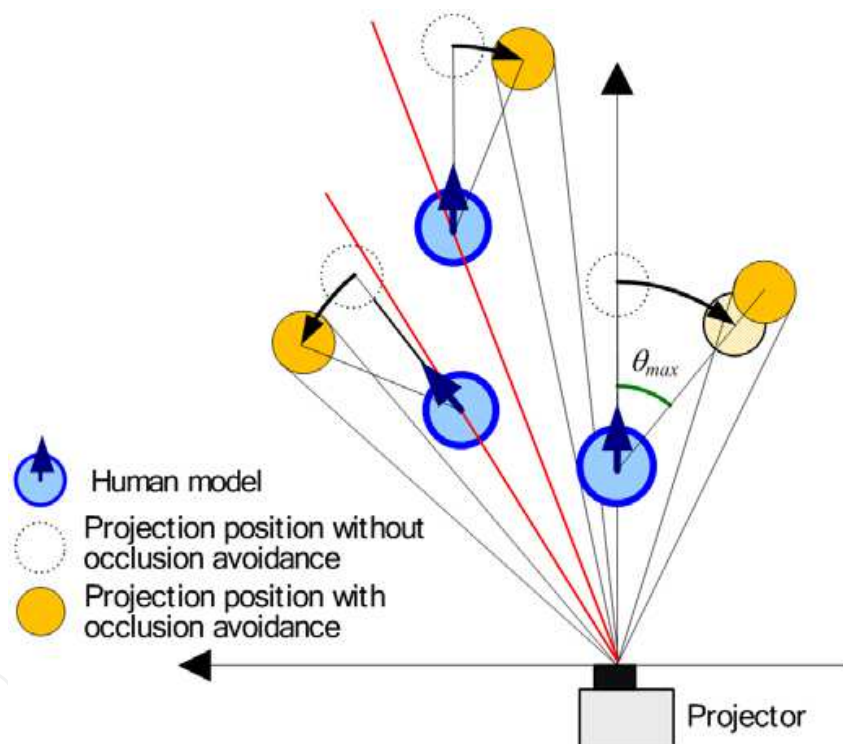 θmax
Human model
Projection position without
occlusion avoidance
Projection position with
occlusion avoidance
Projector